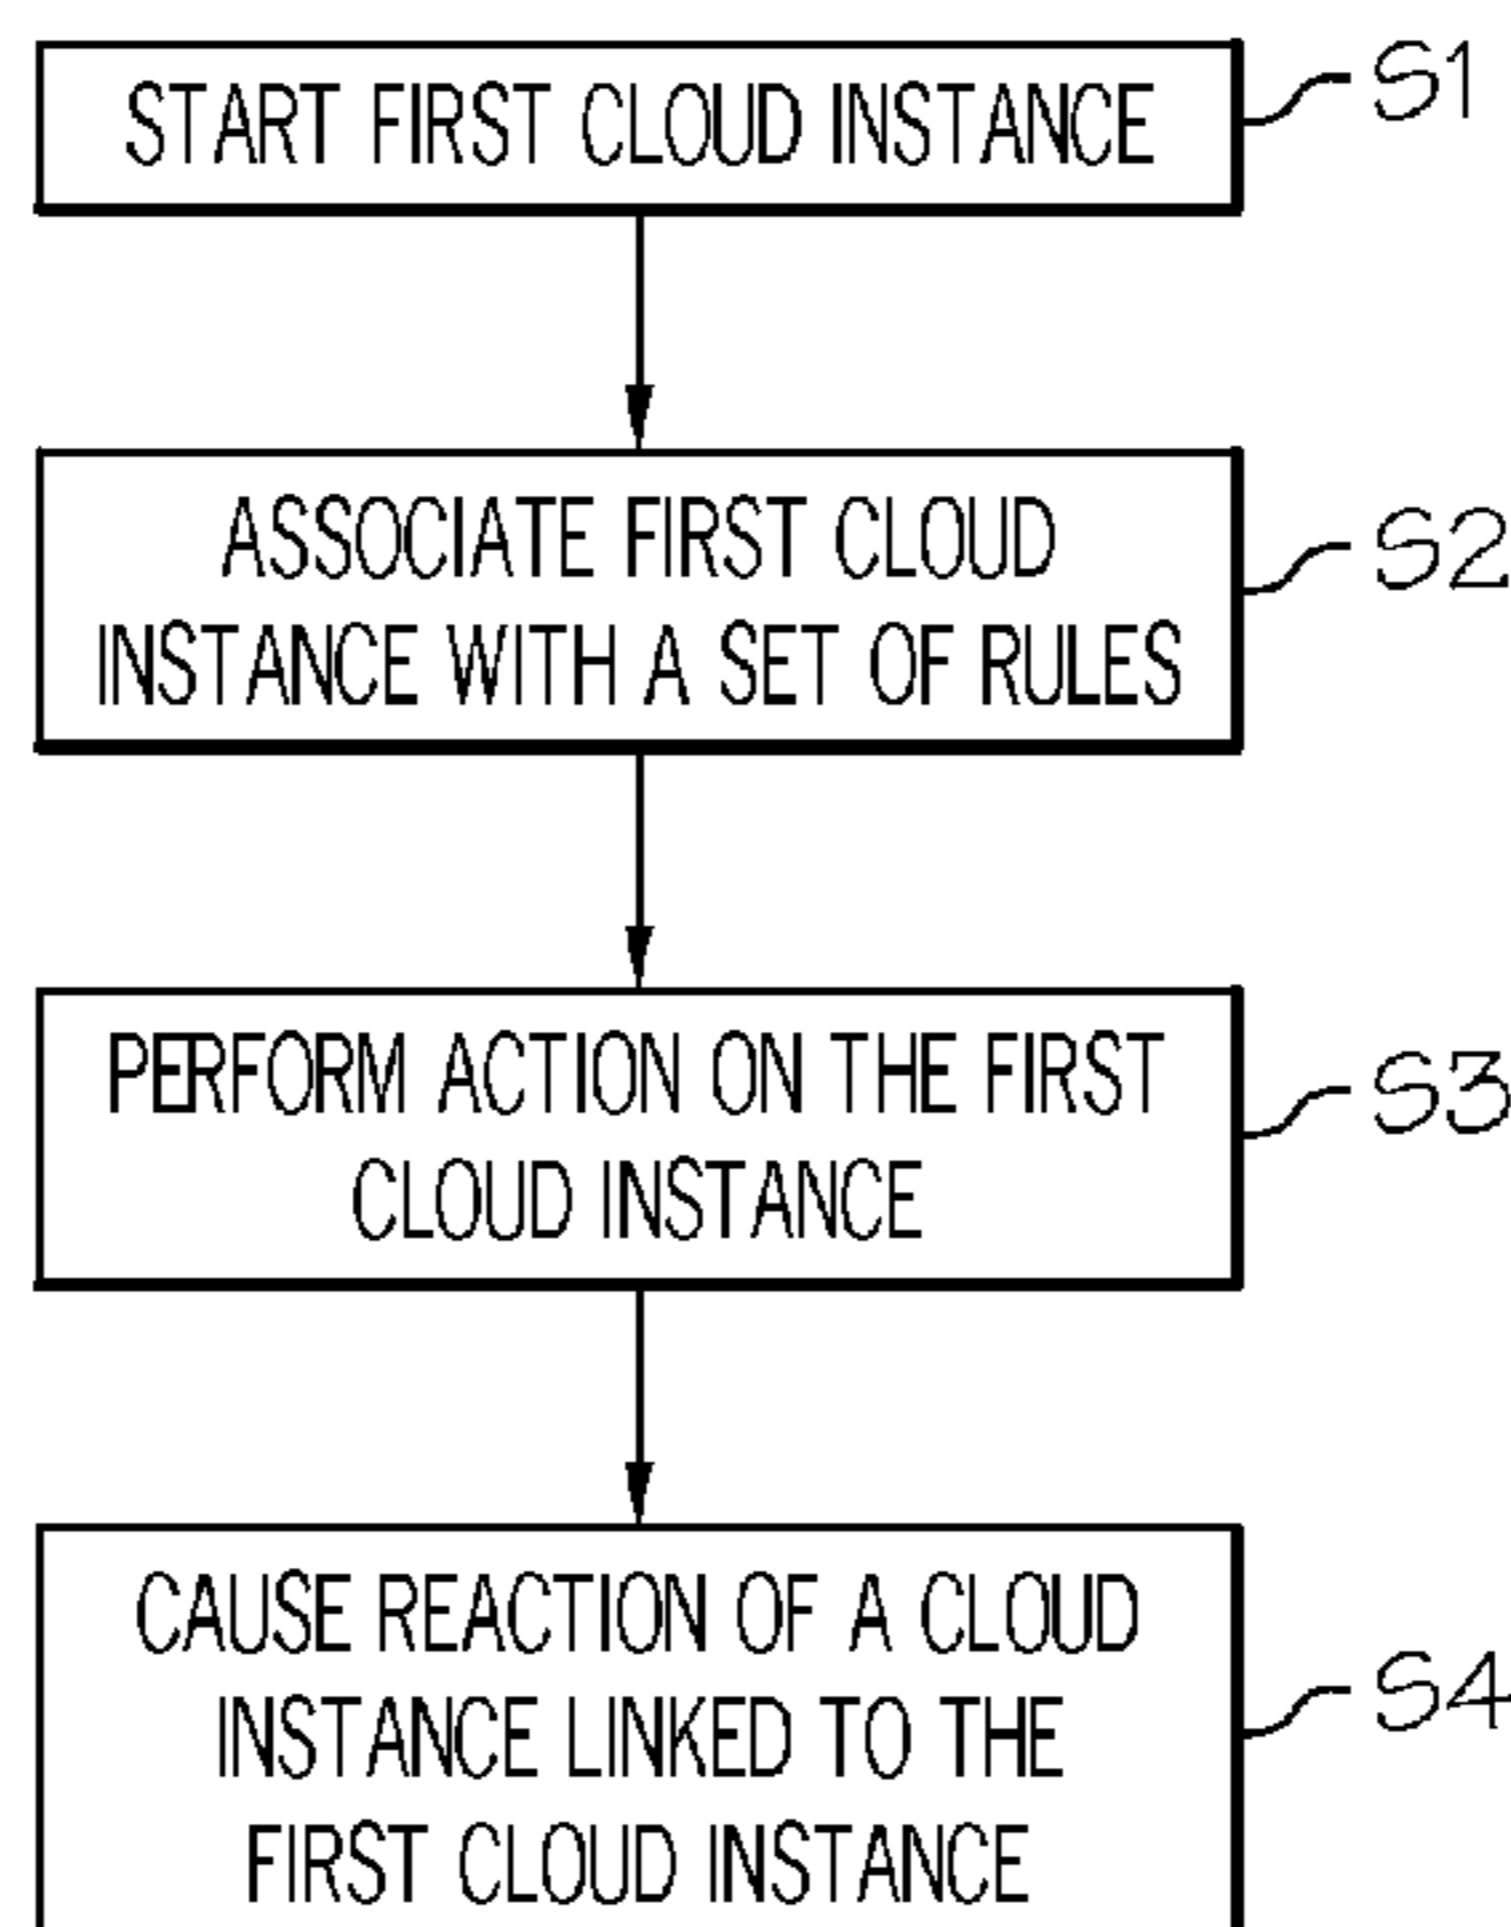 START FIRST CLOUD INSTANCE
S1
ASSOCIATE FIRST CLOUD
INSTANCE WITH A SET OF RULES
S2
PERFORM ACTION ON THE FIRST
CLOUD INSTANCE
S3
CAUSE REACTION OF A CLOUD
INSTANCE LINKED TO THE
FIRST CLOUD INSTANCE
S4